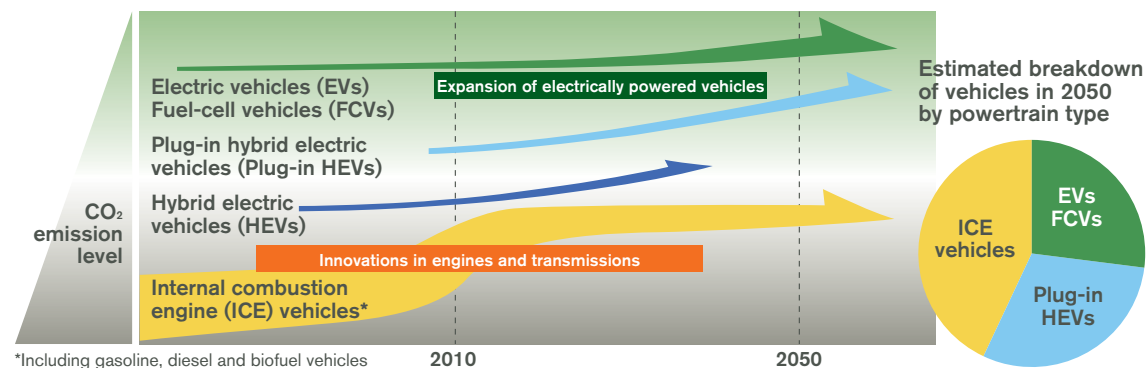 Electric vehicles (EVs)
Fuel-cell vehicles (FCVs)
Expansion of electrically powered vehicles
Plug-in hybrid electric
vehicles (Plug-in HEVs)
Hybrid electric
vehicles (HEVs)
CO₂
emission
level
Innovations in engines and transmissions
Internal combustion
engine (ICE) vehicles*
*Including gasoline, diesel and biofuel vehicles
2010
2050
Estimated breakdown
of vehicles in 2050
by powertrain type
EVs
FCVs
ICE
vehicles
Plug-in
HEVs